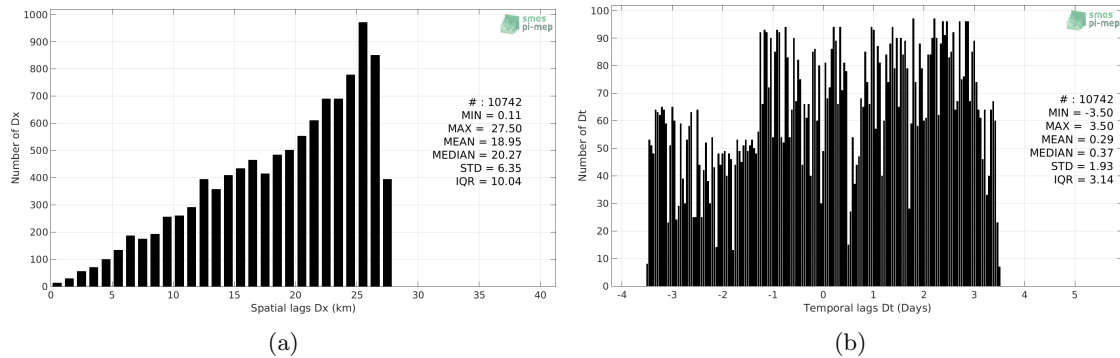 1000
900
800
700
600
500
400
300
200
100
0
Number of Dx
0 5 10 15 20 25 30 35 40
Spatial lags Dx (km)
smos
pi-mep
# : 10742
MIN = 0.11
MAX = 27.50
MEAN = 18.95
MEDIAN = 20.27
STD = 6.35
IQR = 10.04
(a)
100
90
80
70
60
50
40
30
20
10
0
Number of Dt
-4 -3 -2 -1 0 1 2 3 4 5
Temporal lags Dt (Days)
smos
pi-mep
# : 10742
MIN = -3.50
MAX = 3.50
MEAN = 0.29
MEDIAN = 0.37
STD = 1.93
IQR = 3.14
(b)